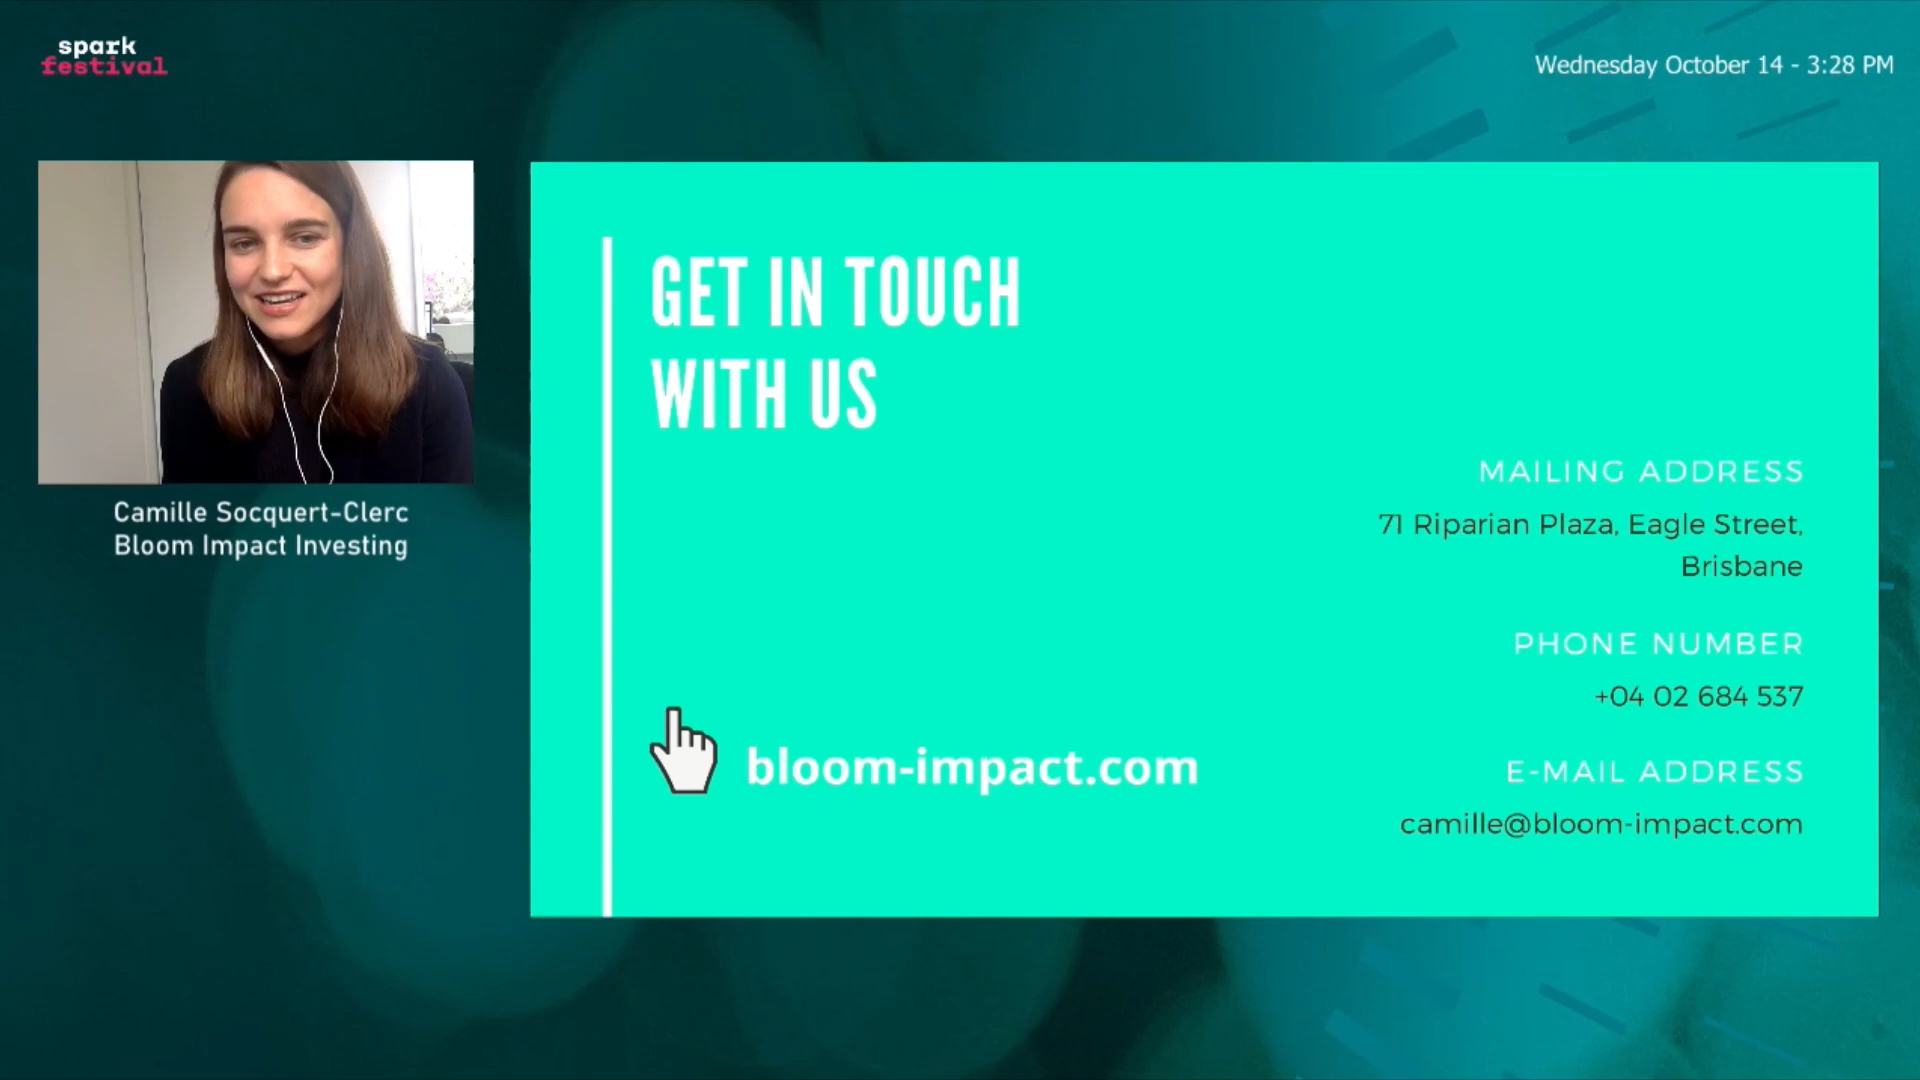 spark
festival
Wednesday October 14 - 3:28 PM
Camille Socquert-Clerc
Bloom Impact Investing
GET IN TOUCH
WITH US
bloom-impact.com
MAILING ADDRESS
71 Riparian Plaza, Eagle Street,
Brisbane
PHONE NUMBER
+04 02 684 537
E-MAIL ADDRESS
camille@bloom-impact.com